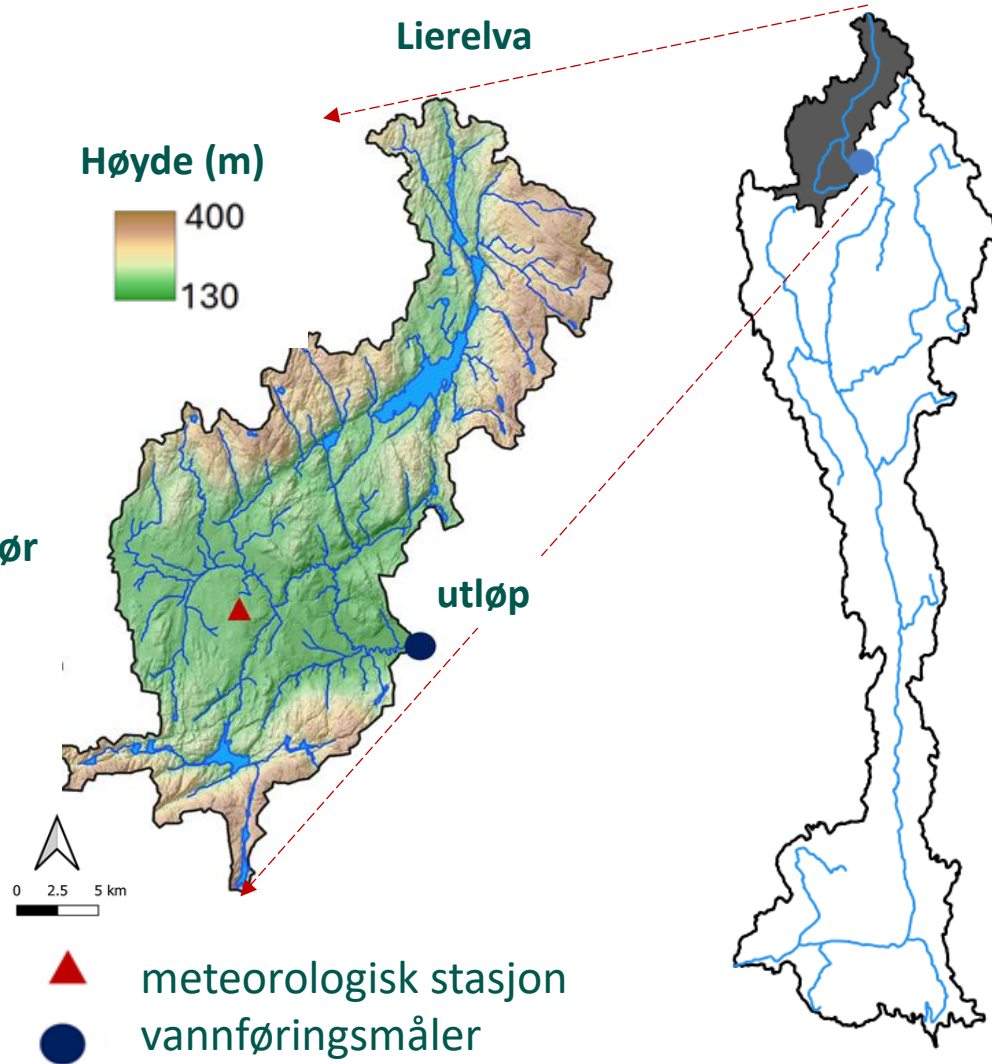 Lierelva
Høyde (m)
400
130
ør
utløp
0 2.5 5 km
meteorologisk stasjon
vannføringsmåler